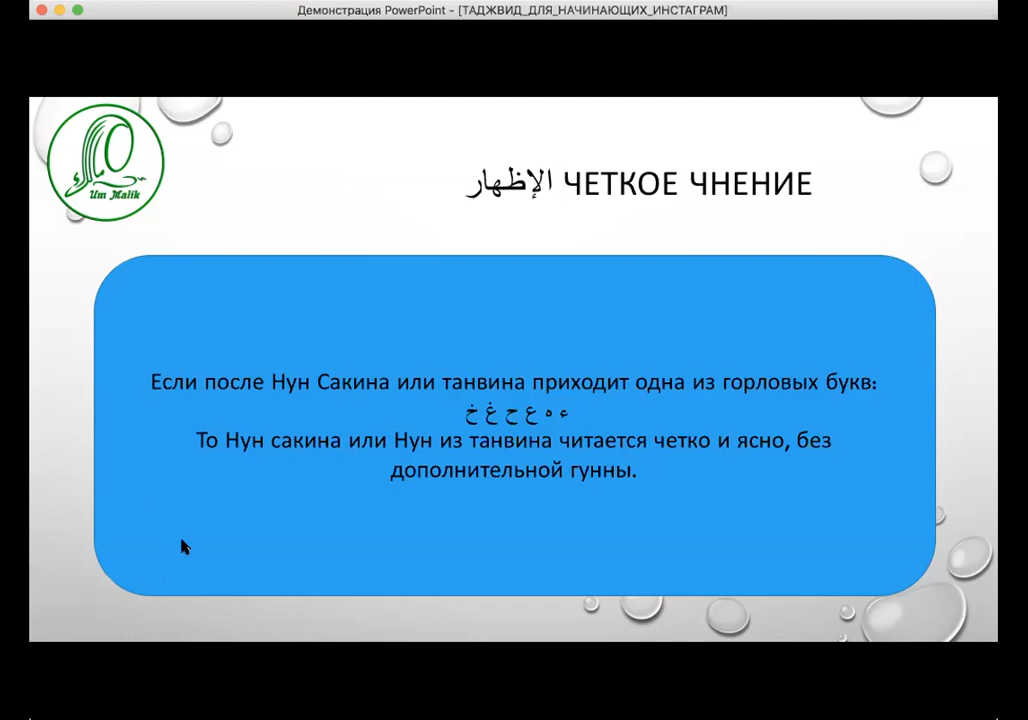 Демонстрация PowerPoint - [ТАДЖВИД_ДЛЯ_НАЧИНАЮЩИХ_ИНСТАГРАМ]
Um Malik
الإظهار ЧЕТКОЕ ЧНЕНИЕ
Если после Нун Сакина или танвина приходит одна из горловых букв:
ء ه ع ح غ خ
То Нун сакина или Нун из танвина читается четко и ясно, без
дополнительной гунны.